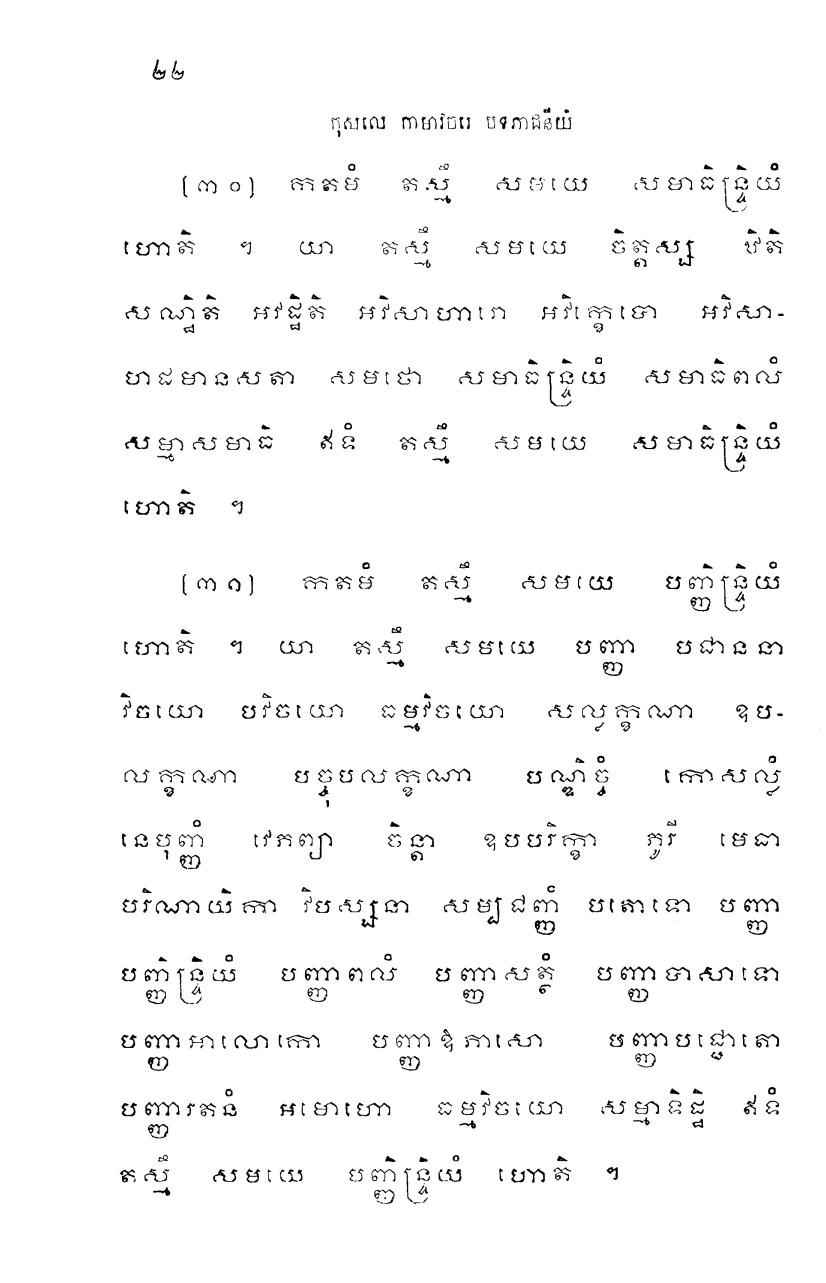 ២២
កុសលេ កាមាវចរេ បទភាជនីយំ
(៣០) កតមំ តស្មឹ សមយេ សមាធិន្ទ្រិយំ
ហោតិ ។ យា តស្មឹ សមយេ ចិត្តស្ស ឋិតិ
សណ្ឋិតិ អវដ្ឋិតិ អវិសាហារោ អវិក្ខេបោ អវិសា-
ហដមានសតា សមថោ សមាធិន្ទ្រិយំ សមាធិពលំ
សម្មាសមាធិ ឥទំ តស្មឹ សមយេ សមាធិន្ទ្រិយំ
ហោតិ ។
(៣១) កតមំ តស្មឹ សមយេ បញ្ញិន្ទ្រិយំ
ហោតិ ។ យា តស្មឹ សមយេ បញ្ញា បជាននា
វិចយោ បវិចយោ ធម្មវិចយោ សល្លក្ខណា ឧប-
លក្ខណា បច្ចុបលក្ខណា បណ្ឌិច្ចំ កោសល្លំ
នេបុញ្ញំ វេភព្យា ចិន្តា ឧបបរិក្ខា ភូរី មេធា
បរិណាយិកា វិបស្សនា សម្បជញ្ញំ បតោទោ បញ្ញា
បញ្ញិន្ទ្រិយំ បញ្ញាពលំ បញ្ញាសត្ថំ បញ្ញាបាសាទោ
បញ្ញាអាលោកោ បញ្ញាឱភាសោ បញ្ញាបជ្ជោតោ
បញ្ញារតនំ អមោហោ ធម្មវិចយោ សម្មាទិដ្ឋិ ឥទំ
តស្មឹ សមយេ បញ្ញិន្ទ្រិយំ ហោតិ ។